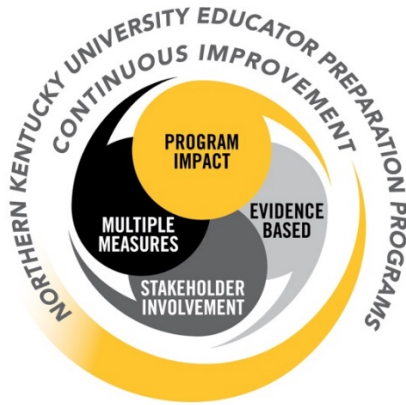 NORTHERN KENTUCKY UNIVERSITY EDUCATOR PREPARATION PROGRAMS
CONTINUOUS IMPROVEMENT
PROGRAM
IMPACT
MULTIPLE
MEASURES
EVIDENCE
BASED
STAKEHOLDER
INVOLVEMENT